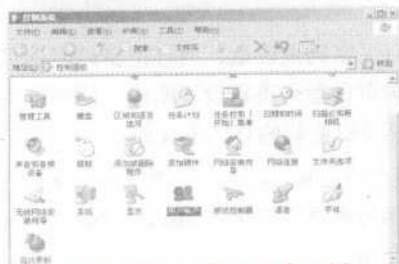 控制面板
文件(F) 编辑(E) 查看(V) 收藏(A) 工具(T) 帮助(H)
搜索 文件夹
地址(D) 控制面板 转到
管理工具 键盘 区域和语言选项 任务计划 任务栏和「开始」菜单 日期和时间 扫描仪和照相机
声音和音频设备 鼠标 添加或删除程序 添加硬件 网络安装向导 网络连接 文件夹选项
无线网络安装向导 系统 显示 用户帐户 游戏控制器 语音 字体
自动更新